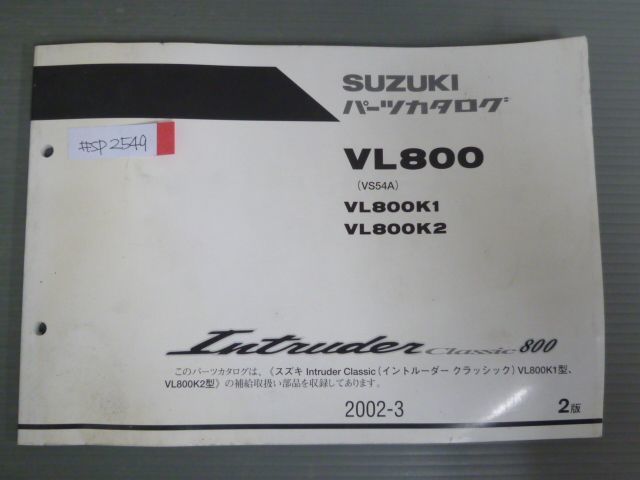 SUZUKI
パーツカタログ
#SP2549
VL800
(VS54A)
VL800K1
VL800K2
Intruder Classic 800
このパーツカタログは、《スズキ Intruder Classic(イントルーダー クラッシック)VL800K1型、
VL800K2型》の補給取扱い部品を収録してあります。
2002-3
2版